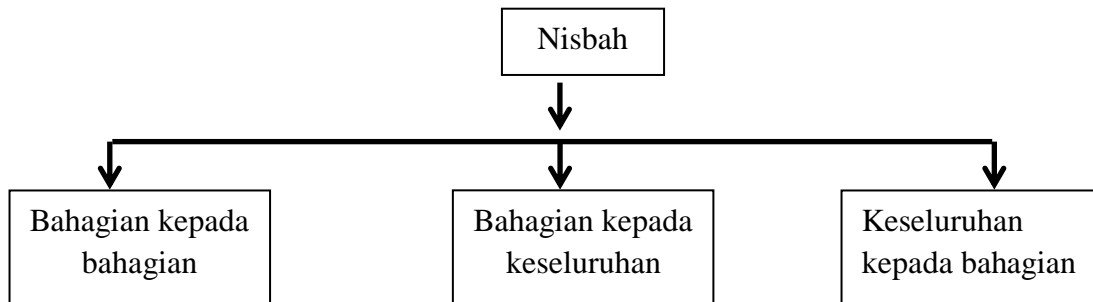 Nisbah
Bahagian kepada
bahagian
Bahagian kepada
keseluruhan
Keseluruhan
kepada bahagian